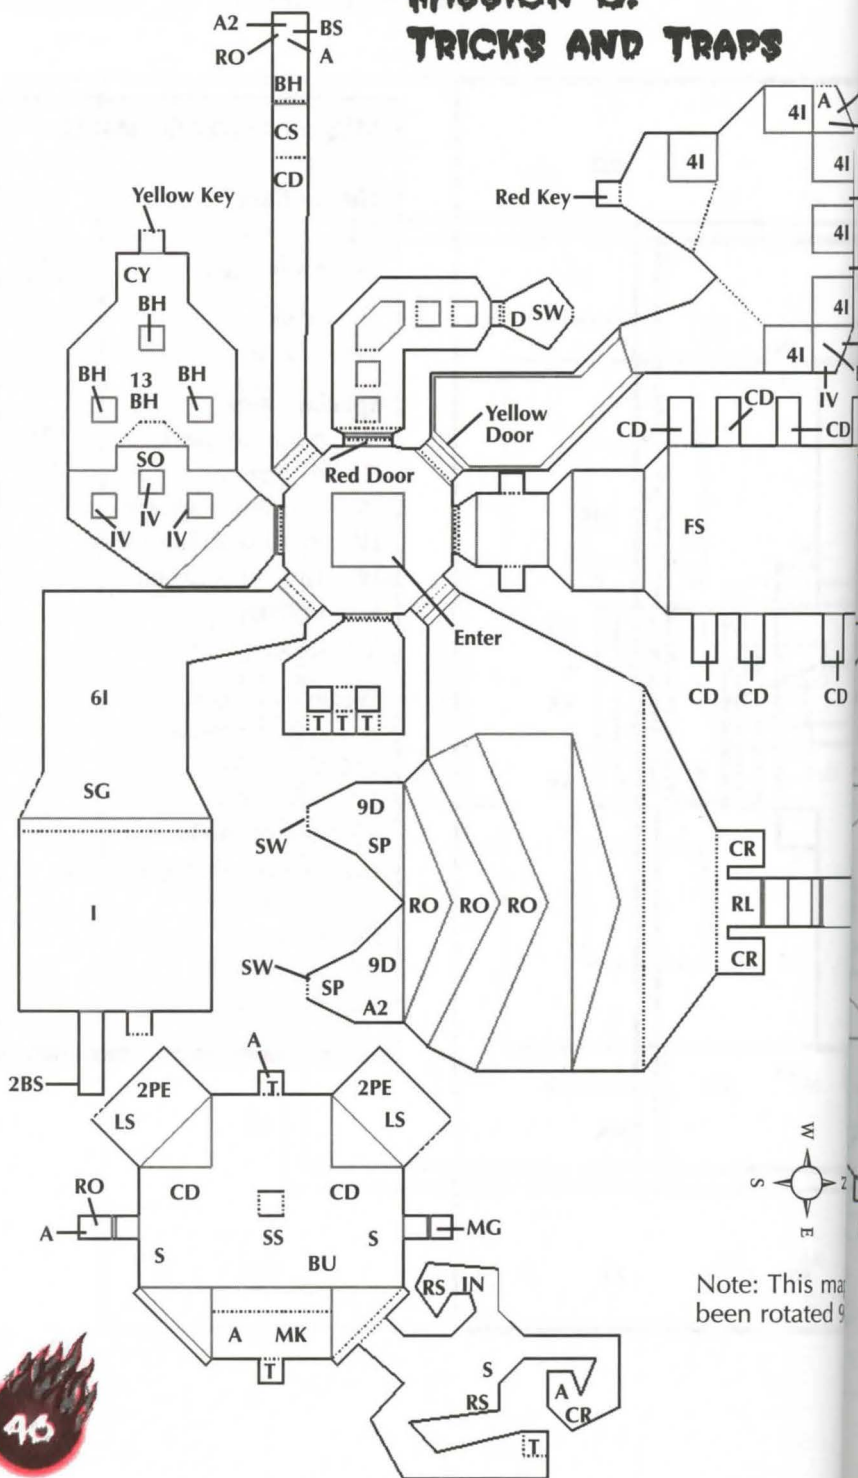 MISSION
TRICKS AND TRAPS
A2 BS
RO A
BH
CS
CD
4I A
4I 4I
Yellow Key
Red Key
CY
4I
BH
D SW
4I
BH 13 BH
BH
4I
IV
CD
Yellow
Door
CD CD
SO
Red Door
IV IV IV
FS
Enter
6I
CD CD CD
T T T
SG
9D
SW
SP
CR
I
RO RO RO
RL
9D
SW
SP
CR
A2
A
2BS
2PE T 2PE
LS LS
W
S Z
E
RO
CD CD
A
SS
MG
S S
BU
RS IN
Note: This ma
been rotated 9
A MK
T
S
A
RS
CR
T
46